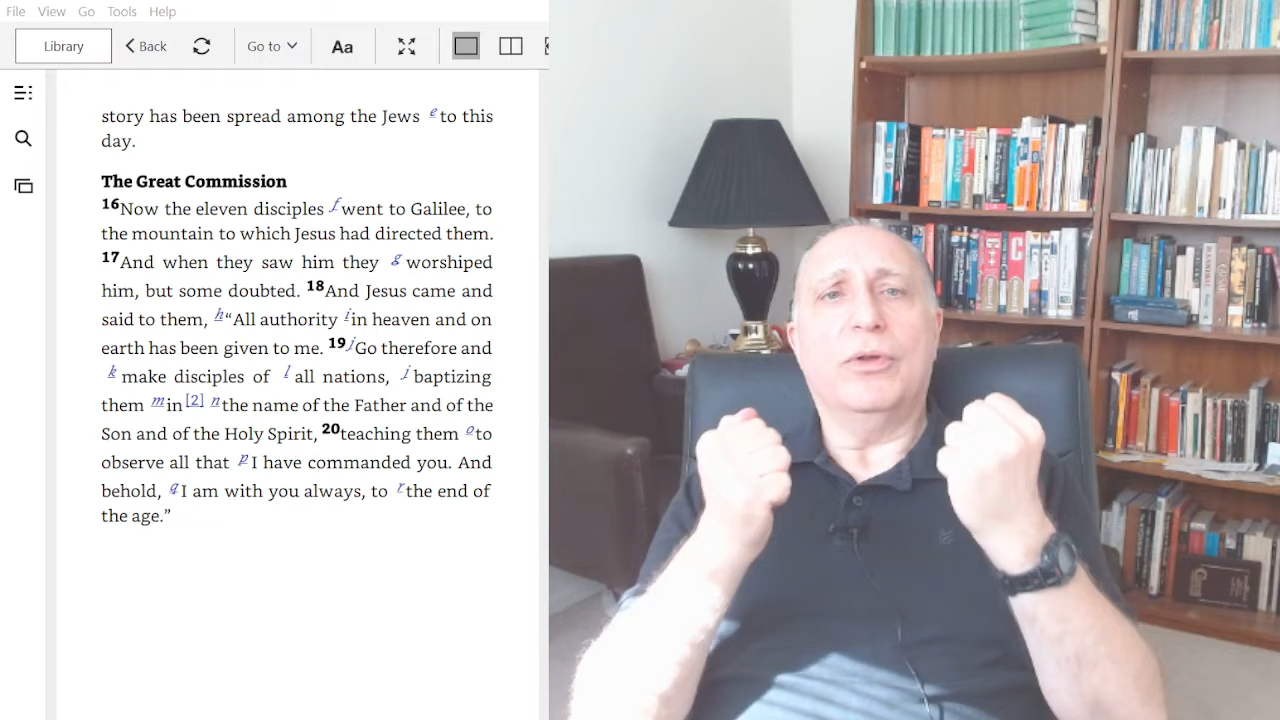 File View Go Tools Help
Library Back Go to Aa
story has been spread among the Jews e to this
day.
The Great Commission
16Now the eleven disciples f went to Galilee, to
the mountain to which Jesus had directed them.
17And when they saw him they g worshiped
him, but some doubted. 18And Jesus came and
said to them, h“All authority i in heaven and on
earth has been given to me. 19j Go therefore and
k make disciples of l all nations, j baptizing
them m in[2] n the name of the Father and of the
Son and of the Holy Spirit, 20teaching them o to
observe all that p I have commanded you. And
behold, q I am with you always, to r the end of
the age.”
C++
C
HANNIBAL